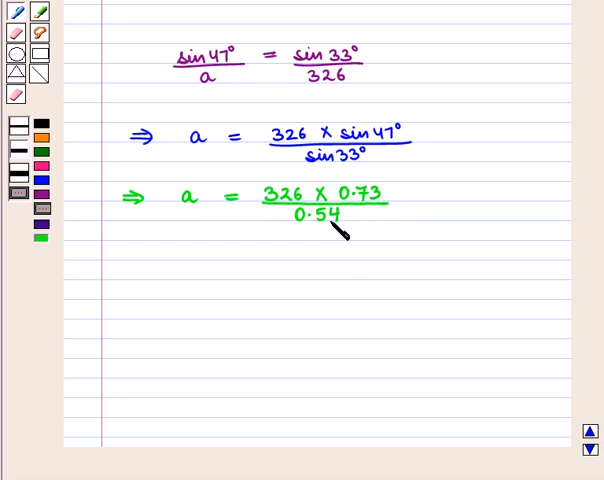 sin 47° / a = sin 33° / 326
⇒ a = 326 × sin 47° / sin 33°
⇒ a = 326 × 0.73 / 0.54